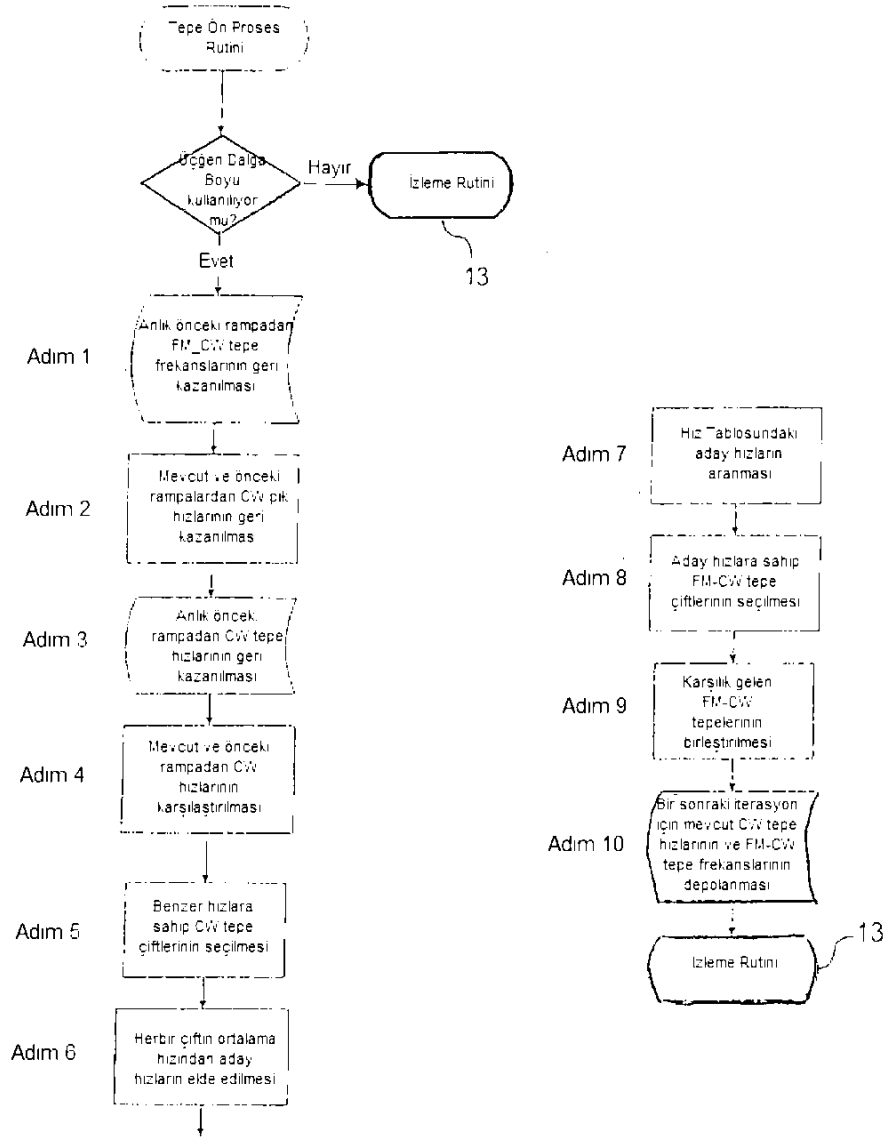 Tepe Ön Proses
Rutini
Üçgen Dalga
Boyu
kullanılıyor
mu?
Hayır
İzleme Rutini
13
Evet
Adım 1
Anlık önceki rampadan
FM_CW tepe
frekanslarının geri
kazanılması
Adım 2
Mevcut ve önceki
rampalardan CW pik
hızlarının geri
kazanılmas
Adım 3
Anlık öncek
rampadan CW tepe
hızlarının geri
kazanılması
Adım 4
Mevcut ve önceki
rampadan CW
hızlarının
karşılaştırılması
Adım 5
Benzer hızlara
sahip CW tepe
çiftlerinin seçilmesi
Adım 6
Herbir çiftin ortalama
hızından aday
hızların elde edilmesi
Adım 7
Hız Tablosundaki
aday hızların
aranması
Adım 8
Aday hızlara sahip
FM-CW tepe
çiftlerinin seçilmesi
Adım 9
Karşılık gelen
FM-CW
tepelerinin
birleştirilmesi
Adım 10
Bir sonraki iterasyon
için mevcut CW tepe
hızlarının ve FM-CW
tepe frekanslarının
depolanması
İzleme Rutini
13